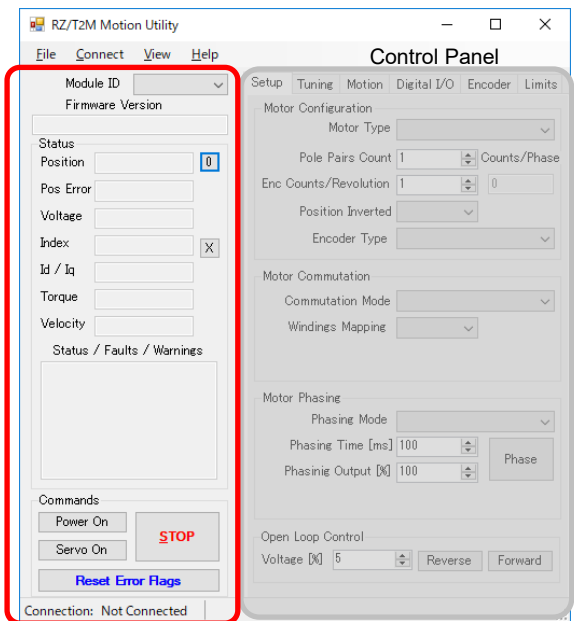 RZ/T2M Motion Utility
File Connect View Help
Control Panel
Module ID
Firmware Version
Status
Position 0
Pos Error
Voltage
Index X
Id / Iq
Torque
Velocity
Status / Faults / Warnings
Commands
Power On
Servo On
STOP
Reset Error Flags
Connection: Not Connected
Setup Tuning Motion Digital I/O Encoder Limits
Motor Configuration
Motor Type
Pole Pairs Count 1 Counts/Phase
Enc Counts/Revolution 1 0
Position Inverted
Encoder Type
Motor Commutation
Commutation Mode
Windings Mapping
Motor Phasing
Phasing Mode
Phasing Time [ms] 100
Phasinig Output [%] 100
Phase
Open Loop Control
Voltage [%] 5 Reverse Forward